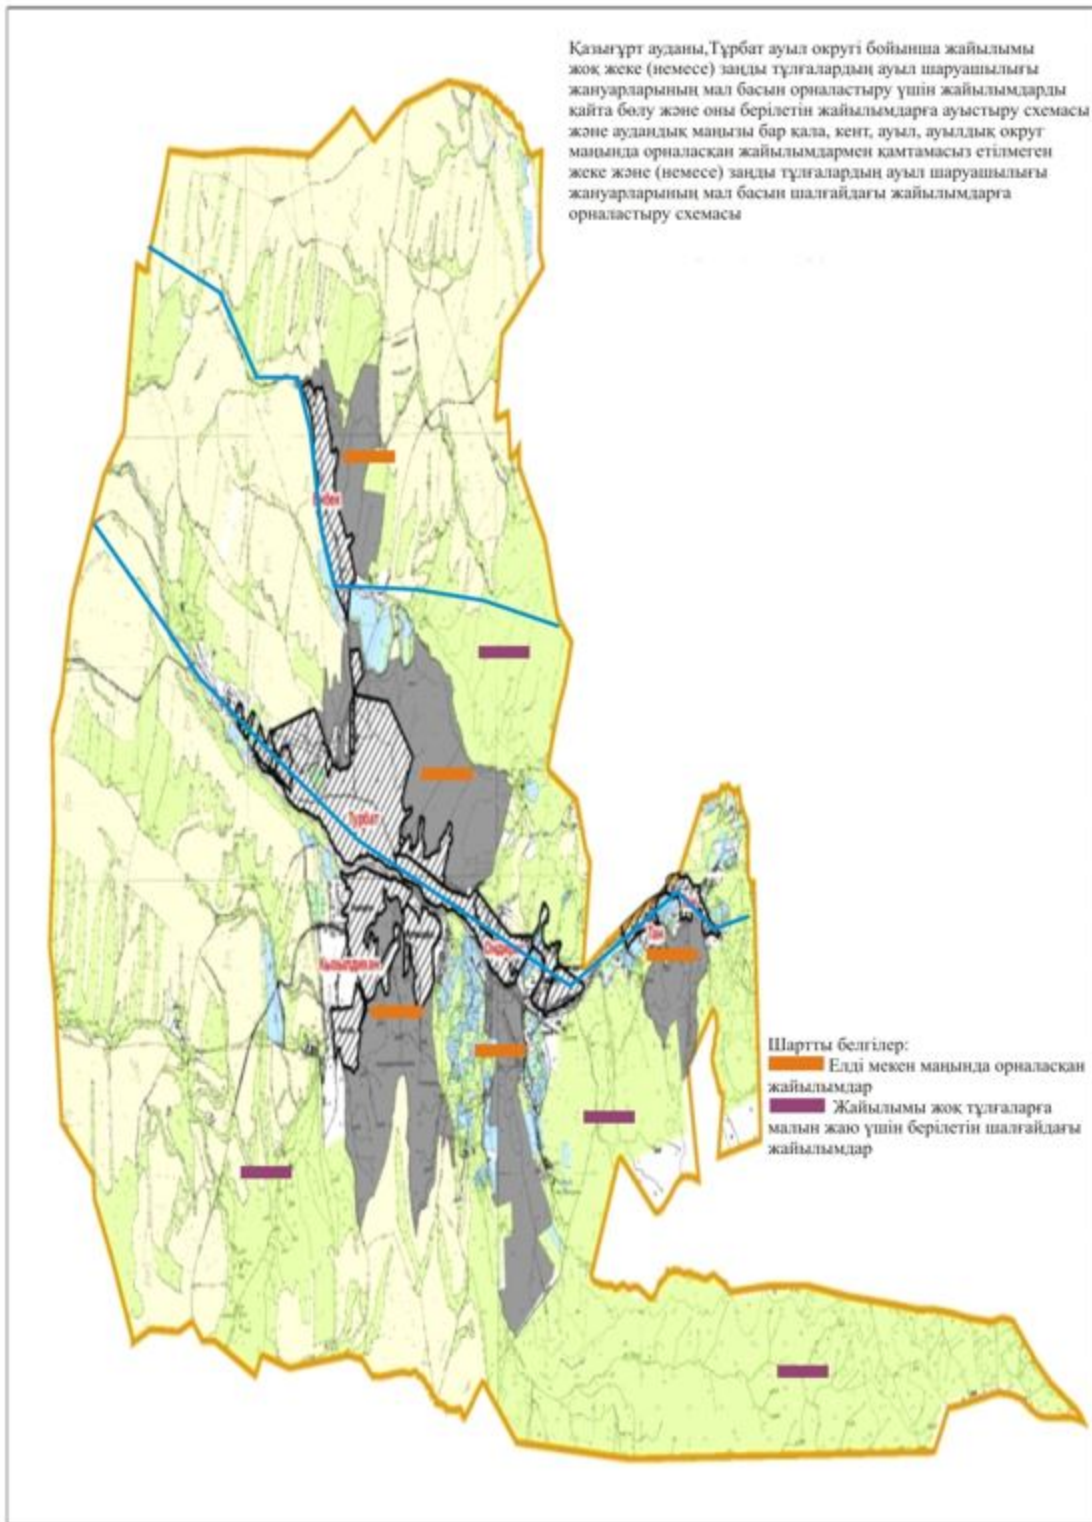 Қазығұрт ауданы,Тұрбат ауыл округі бойынша жайылымы
жоқ жеке (немесе) заңды тұлғалардың ауыл шаруашылығы
жануарларының мал басын орналастыру үшін жайылымдарды
қайта бөлу және оны берілетін жайылымдарға ауыстыру схемасы
және аудандық маңызы бар қала, кент, ауыл, ауылдық округ
маңында орналасқан жайылымдармен қамтамасыз етілмеген
жеке және (немесе) заңды тұлғалардың ауыл шаруашылығы
жануарларының мал басын шалғайдағы жайылымдарға
орналастыру схемасы
Турбат
Кызылдикан
Шартты белгілер:
Елді мекен маңында орналасқан
жайылымдар
Жайылымы жоқ тұлғаларға
малын жаю үшін берілетін шалғайдағы
жайылымдар